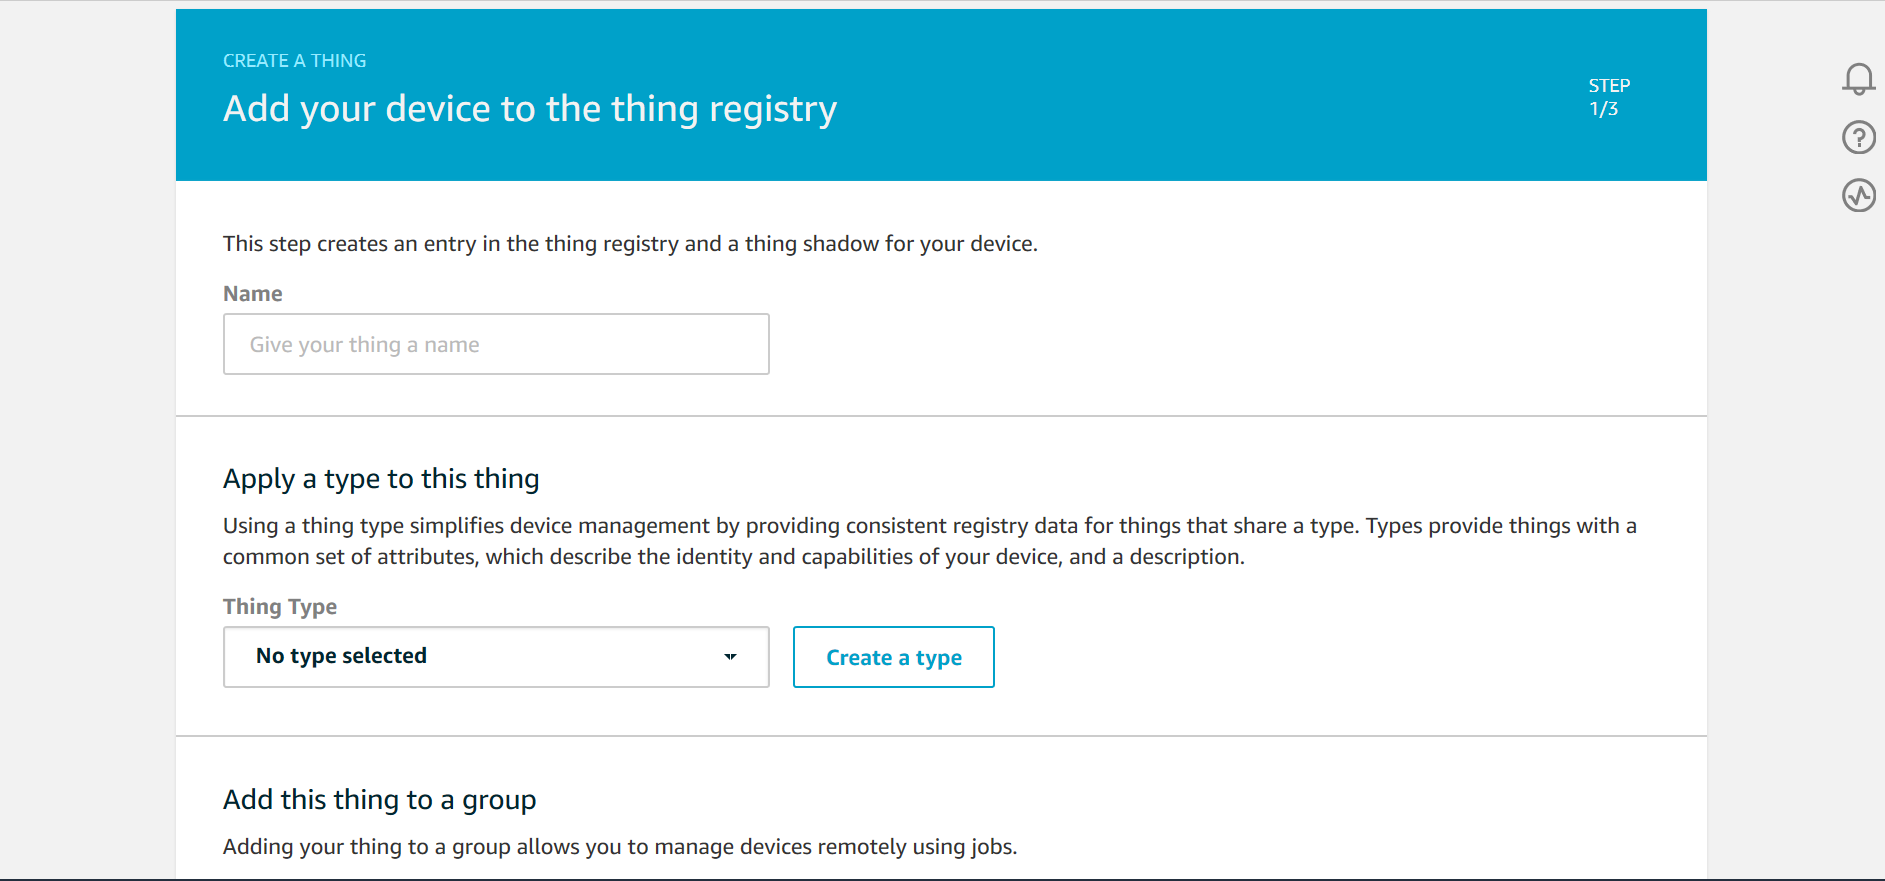 CREATE A THING
Add your device to the thing registry
STEP
1/3
This step creates an entry in the thing registry and a thing shadow for your device.
Name
Give your thing a name
Apply a type to this thing
Using a thing type simplifies device management by providing consistent registry data for things that share a type. Types provide things with a
common set of attributes, which describe the identity and capabilities of your device, and a description.
Thing Type
No type selected
Create a type
Add this thing to a group
Adding your thing to a group allows you to manage devices remotely using jobs.